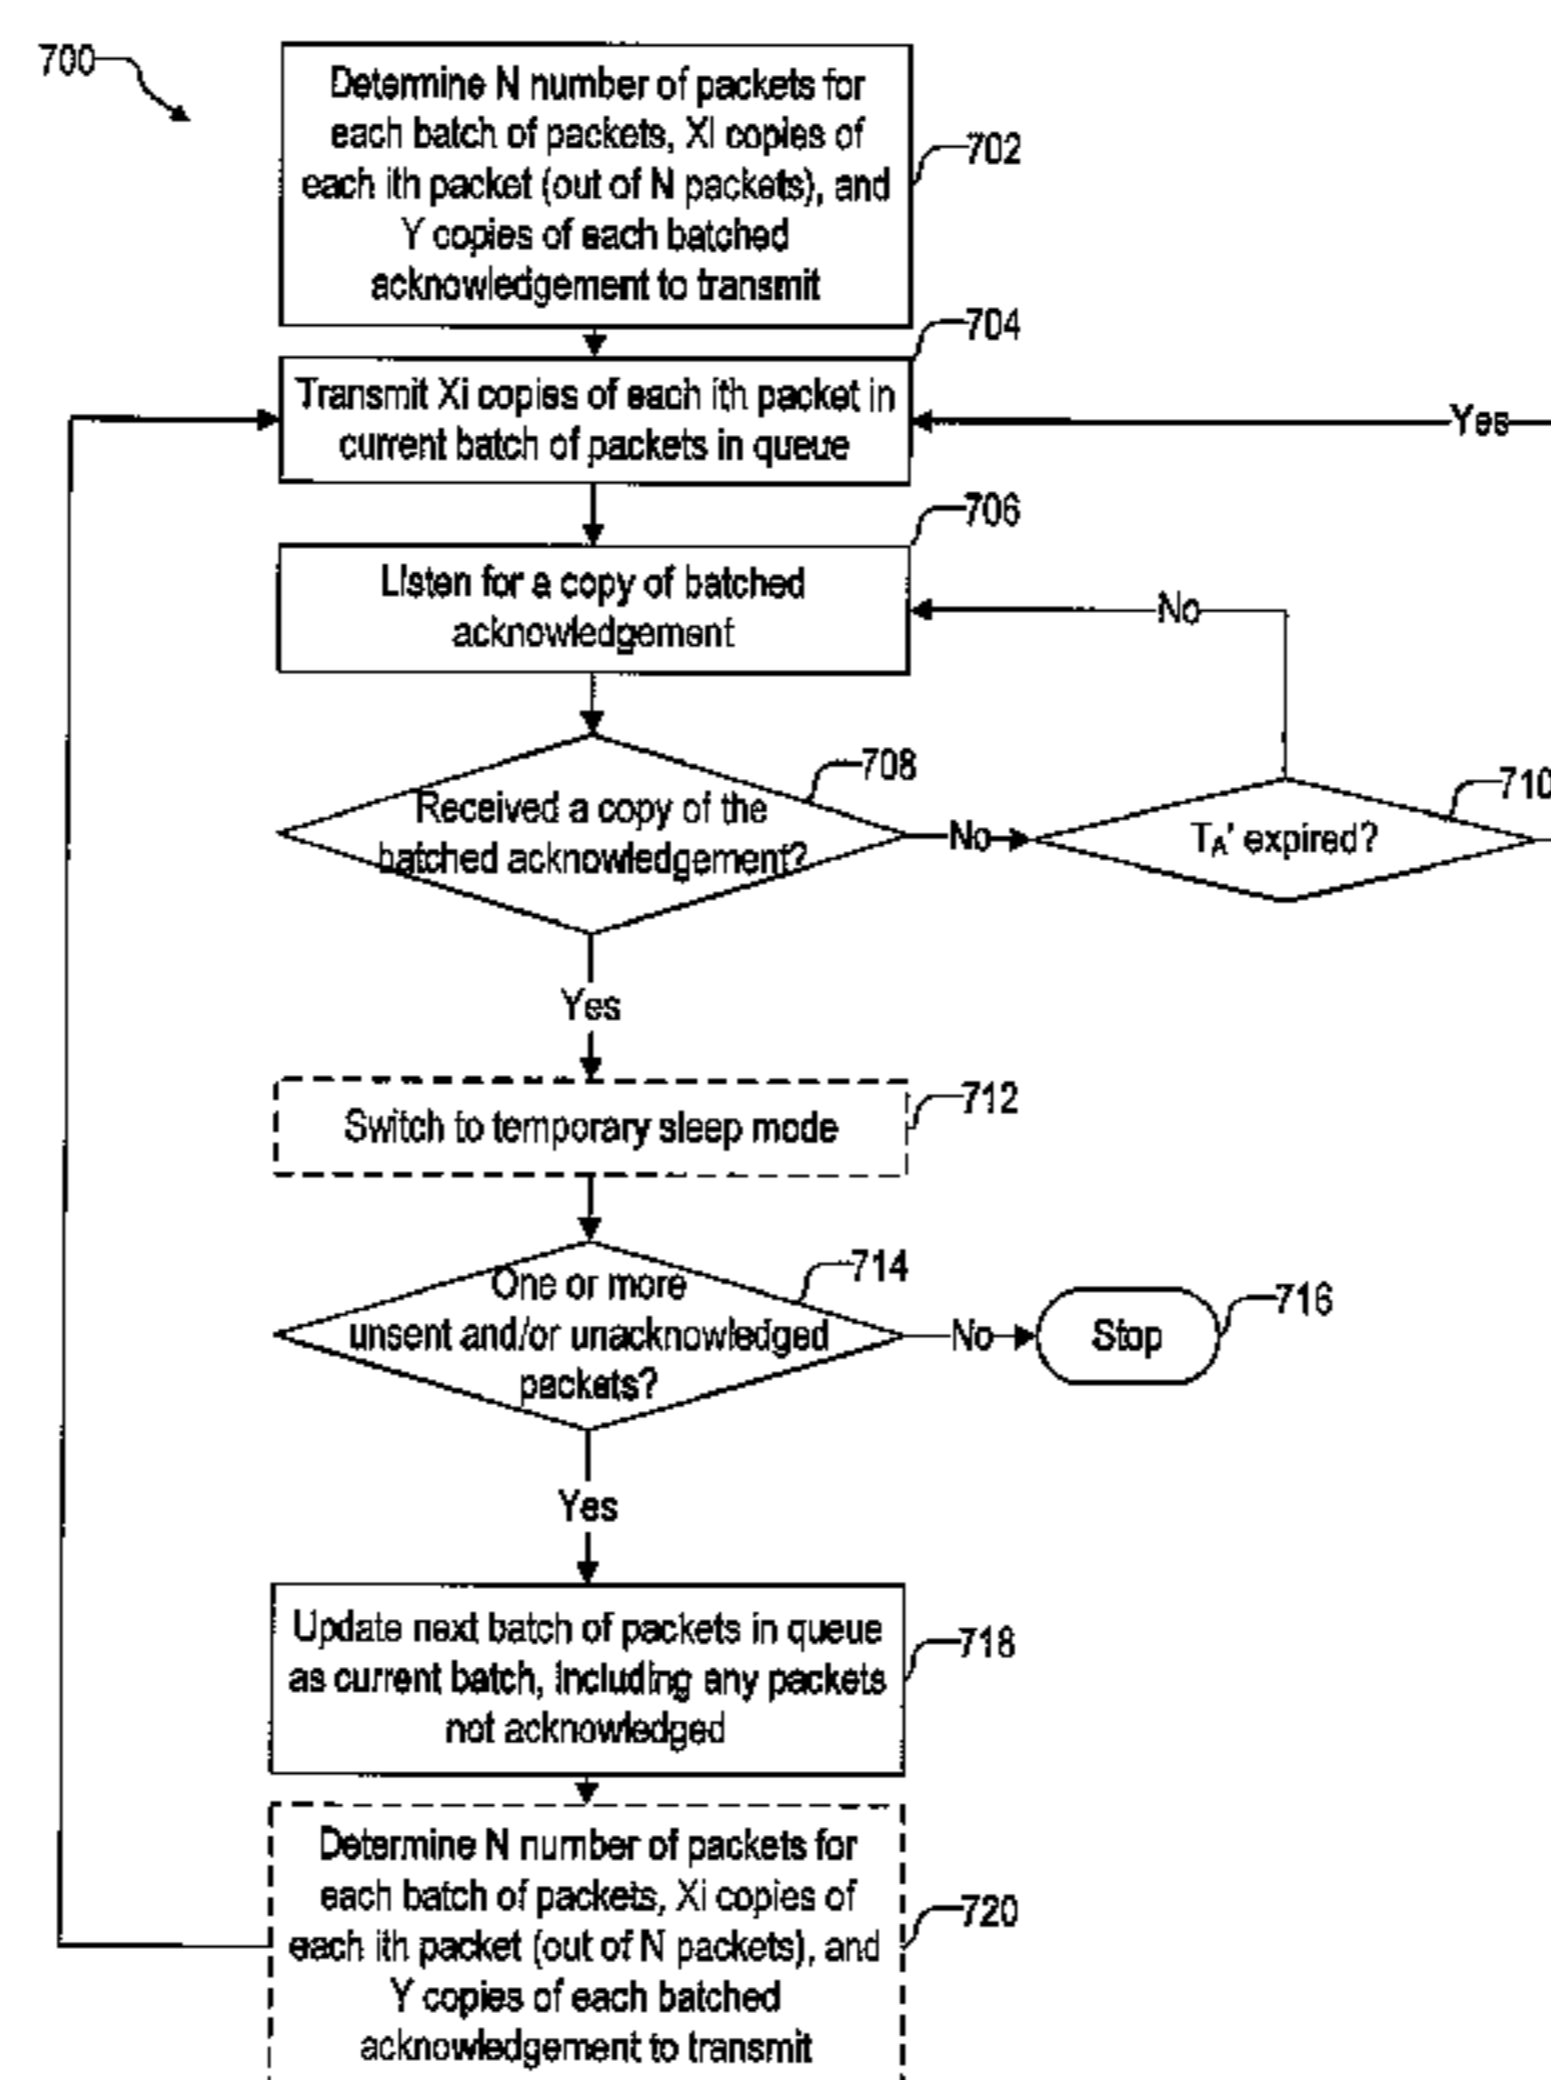 700
Determine N number of packets for
each batch of packets, XI copies of
each ith packet (out of N packets), and
Y copies of each batched
acknowledgement to transmit
702
704
Transmit Xi copies of each ith packet in
current batch of packets in queue
Yes
706
Listen for a copy of batched
acknowledgement
No
708
Received a copy of the
batched acknowledgement?
No
710
TA' expired?
Yes
712
Switch to temporary sleep mode
714
One or more
unsent and/or unacknowledged
packets?
No
716
Stop
Yes
Update next batch of packets in queue
as current batch, including any packets
not acknowledged
718
Determine N number of packets for
each batch of packets, Xi copies of
each ith packet (out of N packets), and
Y copies of each batched
acknowledgement to transmit
720